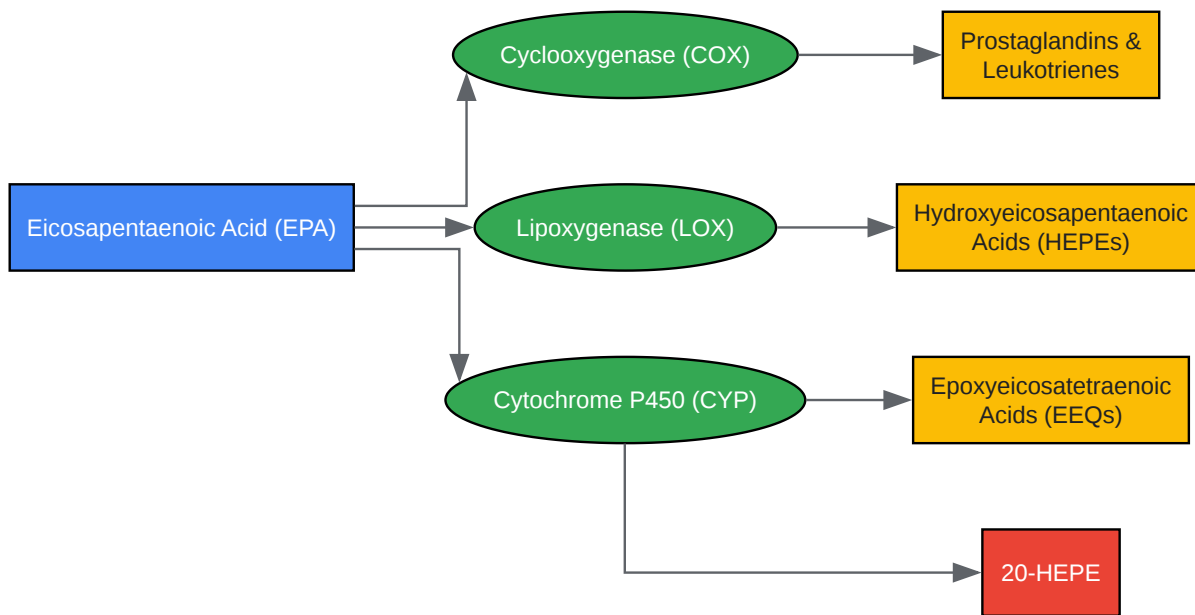 Cyclooxygenase (COX)
Prostaglandins &
Leukotrienes
Eicosapentaenoic Acid (EPA)
Lipoxygenase (LOX)
Hydroxyeicosapentaenoic
Acids (HEPEs)
Cytochrome P450 (CYP)
Epoxyeicosatetraenoic
Acids (EEQs)
20-HEPE